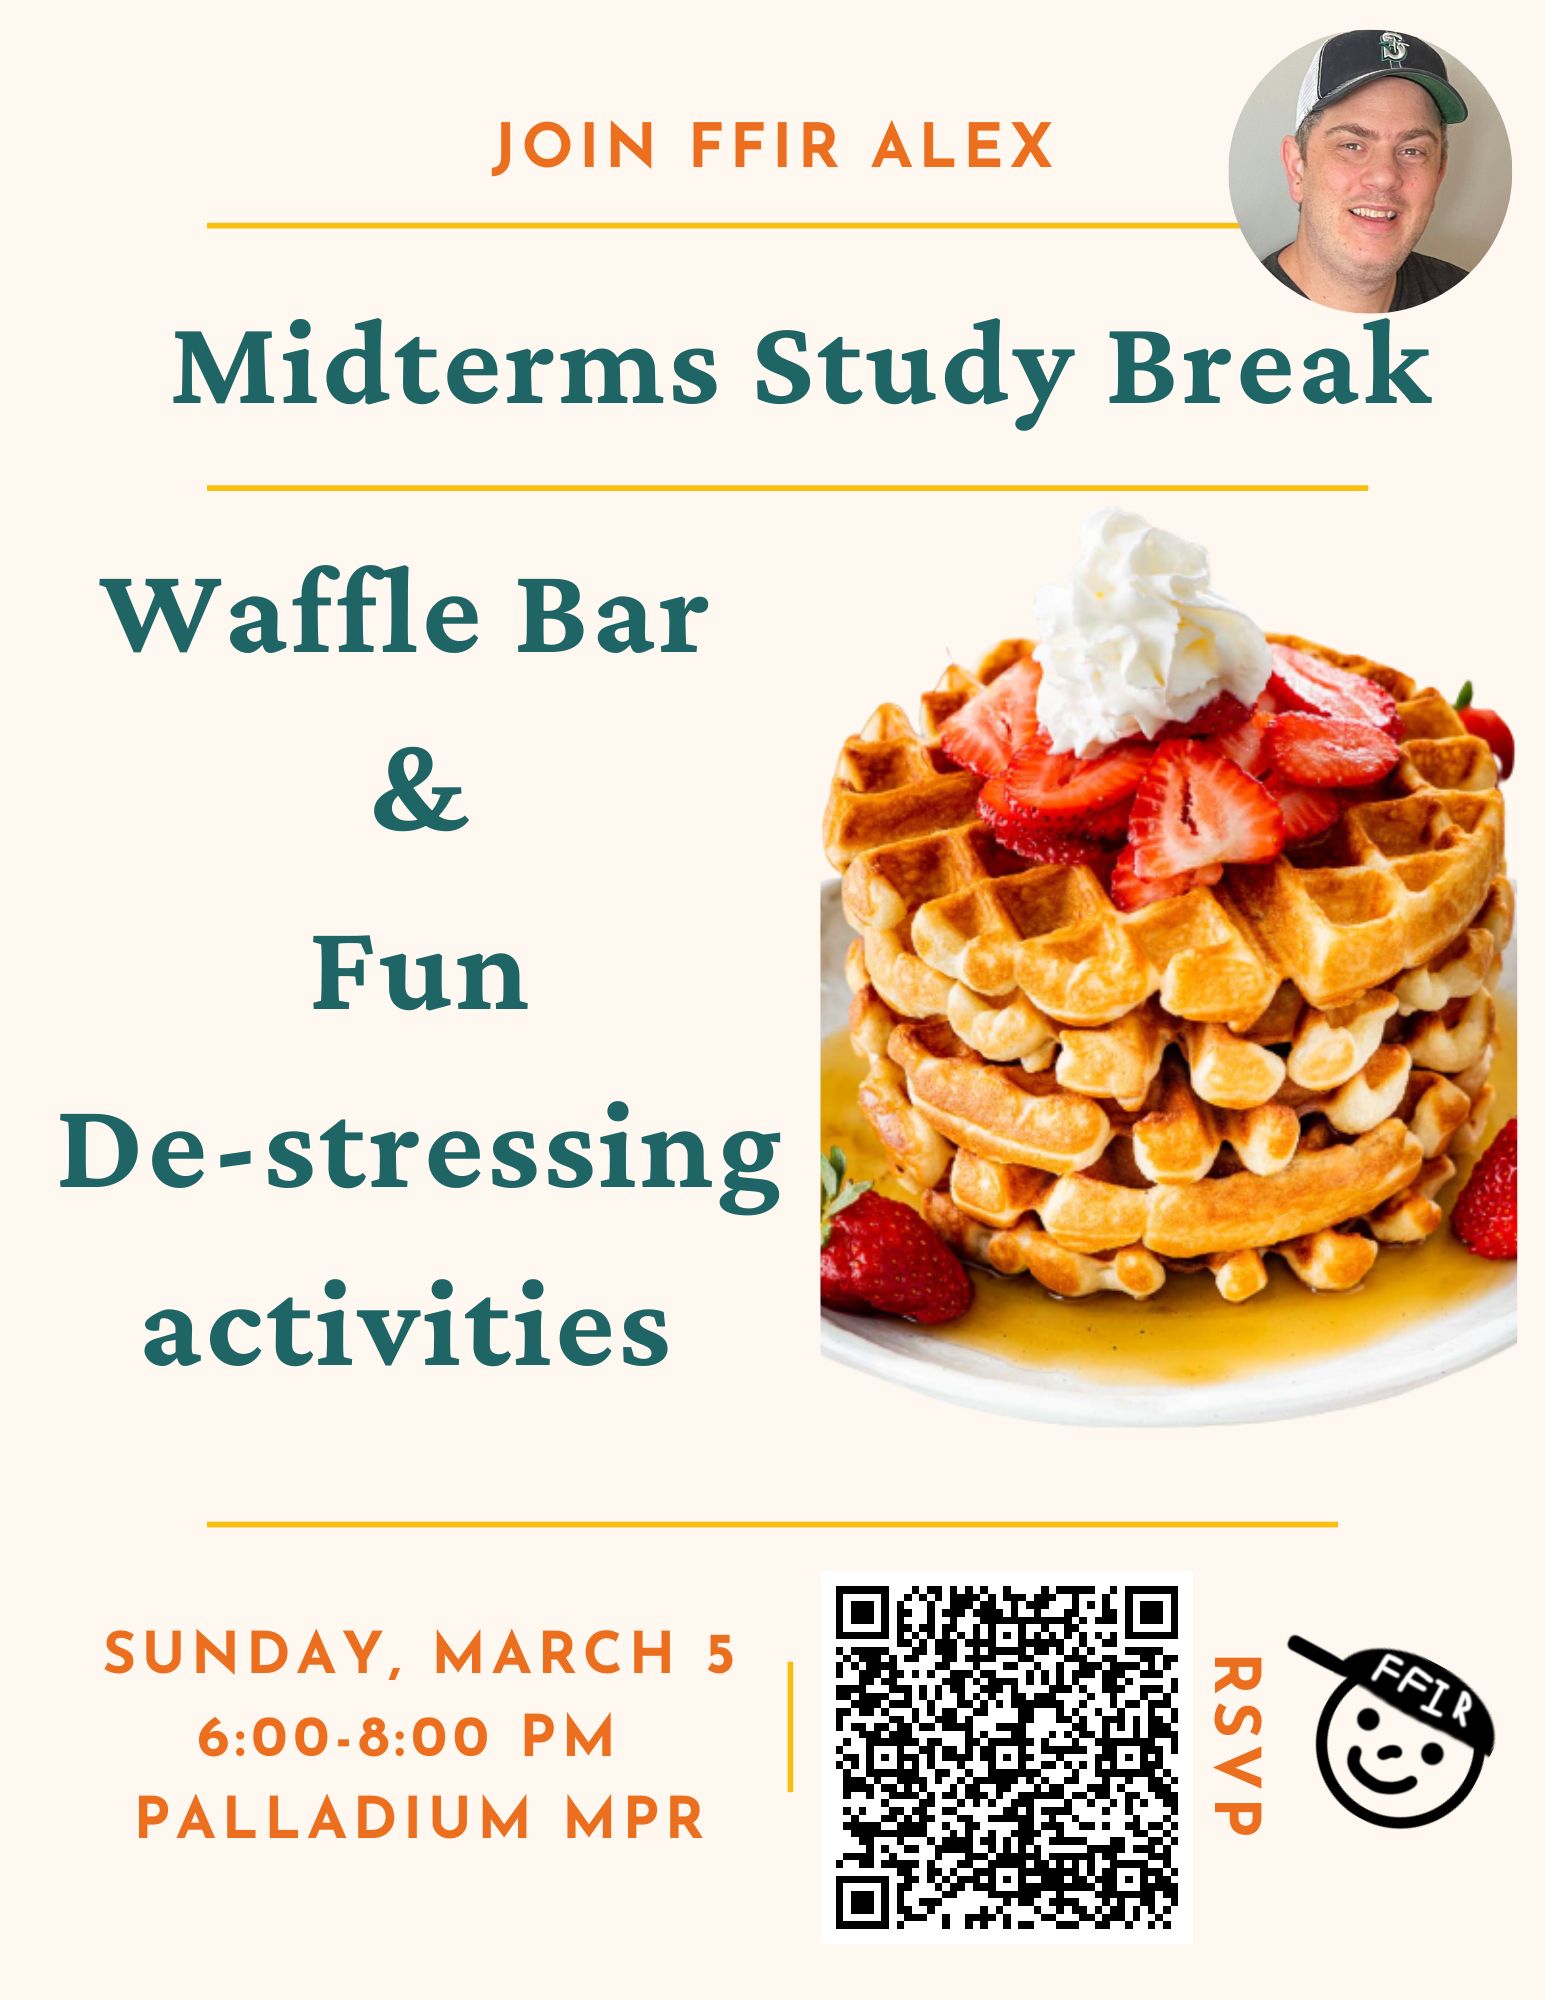 JOIN FFIR ALEX
S
Midterms Study Break
Waffle Bar
&
Fun
De-stressing
activities
SUNDAY, MARCH 5
6:00-8:00 PM
PALLADIUM MPR
RSVP
FFIR